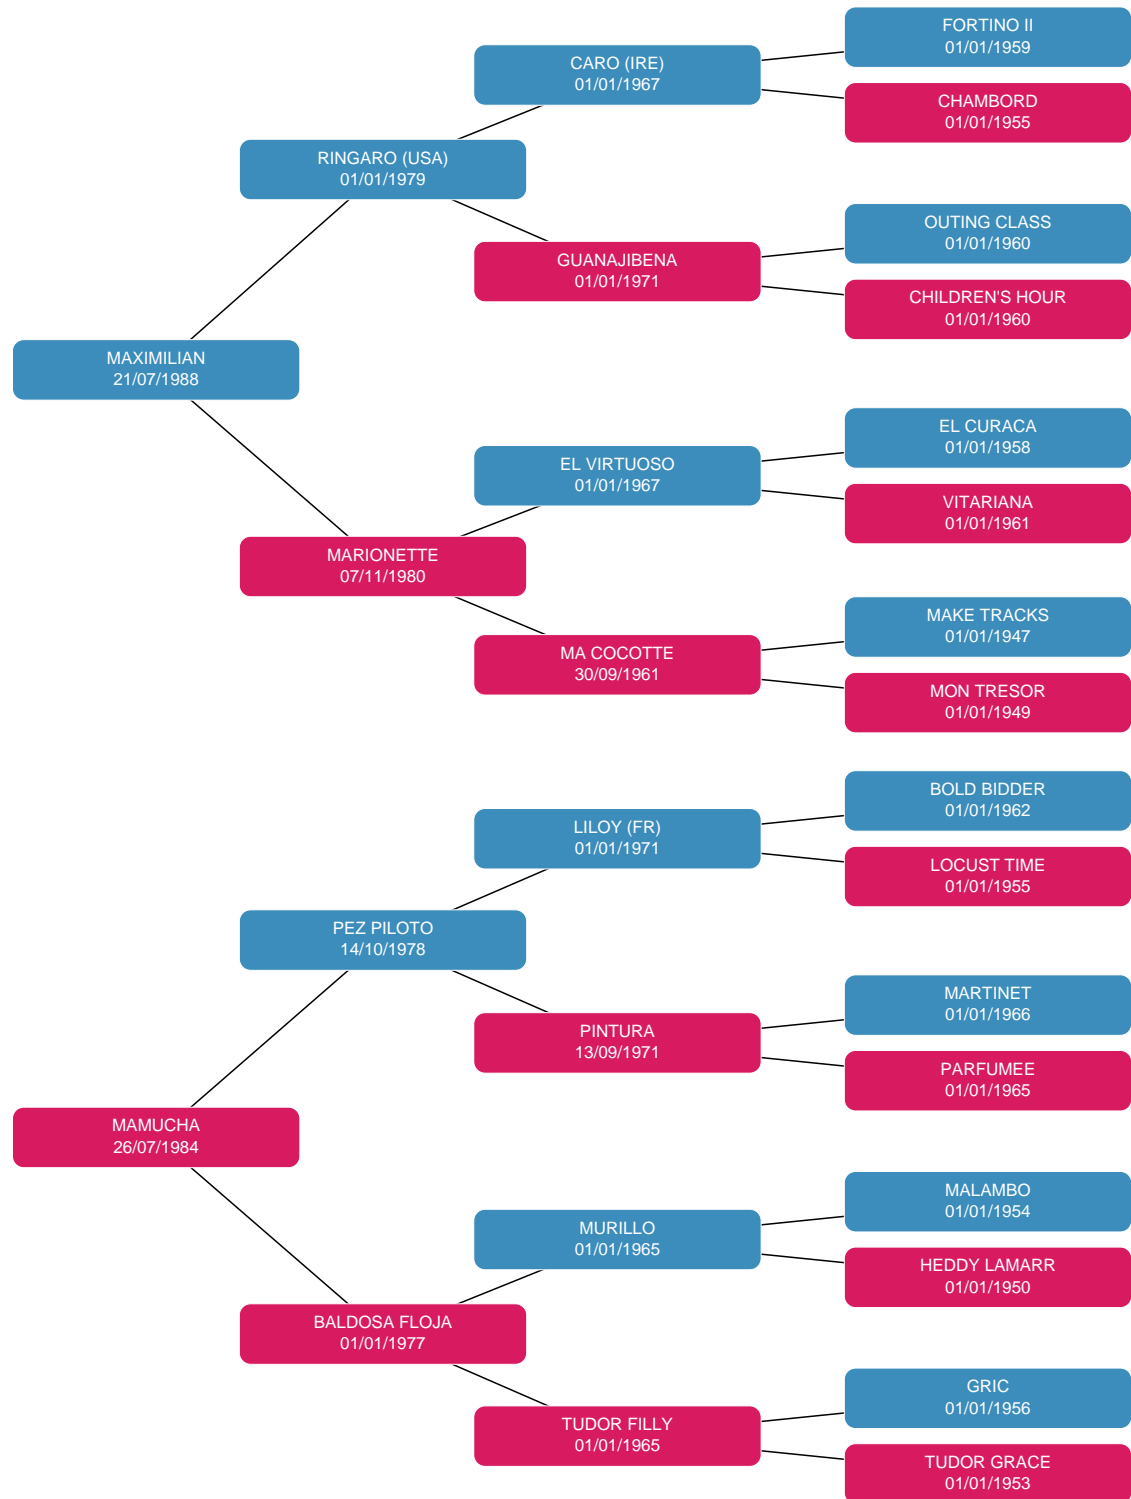 FORTINO II
01/01/1959
CARO (IRE)
01/01/1967
CHAMBORD
01/01/1955
RINGARO (USA)
01/01/1979
OUTING CLASS
01/01/1960
GUANAJIBENA
01/01/1971
CHILDREN'S HOUR
01/01/1960
MAXIMILIAN
21/07/1988
EL CURACA
01/01/1958
EL VIRTUOSO
01/01/1967
VITARIANA
01/01/1961
MARIONETTE
07/11/1980
MAKE TRACKS
01/01/1947
MA COCOTTE
30/09/1961
MON TRESOR
01/01/1949
BOLD BIDDER
01/01/1962
LILOY (FR)
01/01/1971
LOCUST TIME
01/01/1955
PEZ PILOTO
14/10/1978
MARTINET
01/01/1966
PINTURA
13/09/1971
PARFUMEE
01/01/1965
MAMUCHA
26/07/1984
MALAMBO
01/01/1954
MURILLO
01/01/1965
HEDDY LAMARR
01/01/1950
BALDOSA FLOJA
01/01/1977
GRIC
01/01/1956
TUDOR FILLY
01/01/1965
TUDOR GRACE
01/01/1953